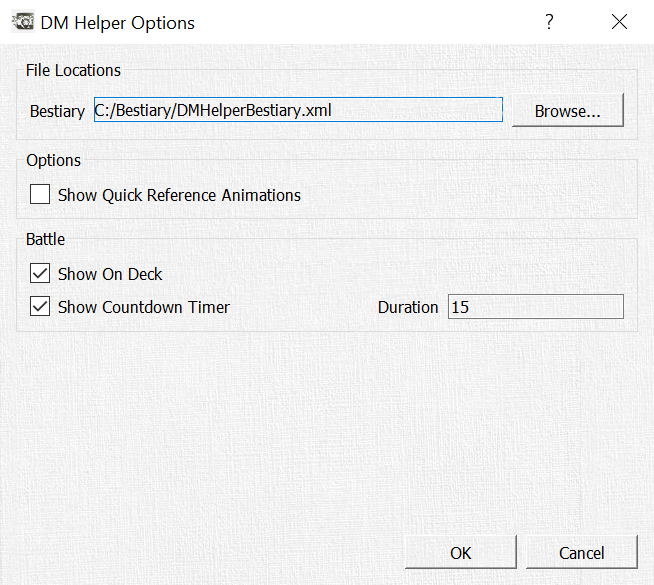 DM Helper Options
?
File Locations
Bestiary C:/Bestiary/DMHelperBestiary.xml Browse...
Options
Show Quick Reference Animations
Battle
Show On Deck
Show Countdown Timer Duration 15
OK Cancel